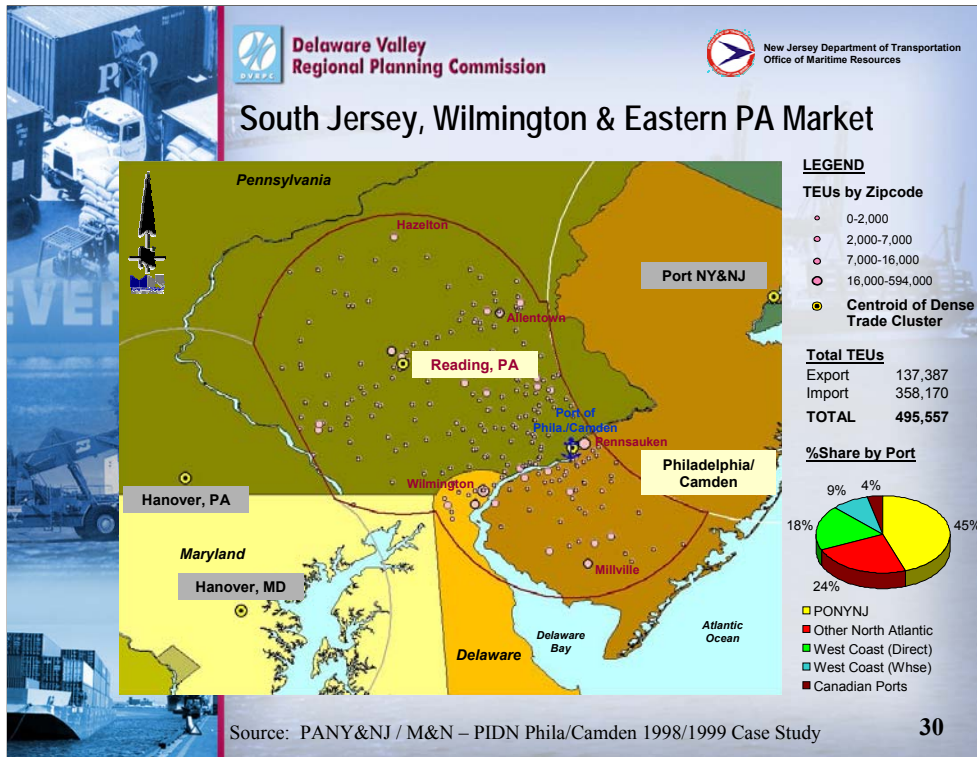 Delaware Valley
Regional Planning Commission
DVRPC
New Jersey Department of Transportation
Office of Maritime Resources
South Jersey, Wilmington & Eastern PA Market
Pennsylvania
Hazelton
Allentown
Reading, PA
Port NY&NJ
Port of
Phila./Camden
Pennsauken
Philadelphia/
Camden
Wilmington
Hanover, PA
Maryland
Hanover, MD
Millville
Delaware
Delaware
Bay
Atlantic
Ocean
LEGEND
TEUs by Zipcode
0-2,000
2,000-7,000
7,000-16,000
16,000-594,000
Centroid of Dense
Trade Cluster
Total TEUs
Export 137,387
Import 358,170
TOTAL 495,557
%Share by Port
4%
9%
18%
45%
24%
PONYNJ
Other North Atlantic
West Coast (Direct)
West Coast (Whse)
Canadian Ports
Source: PANY&NJ / M&N – PIDN Phila/Camden 1998/1999 Case Study
30